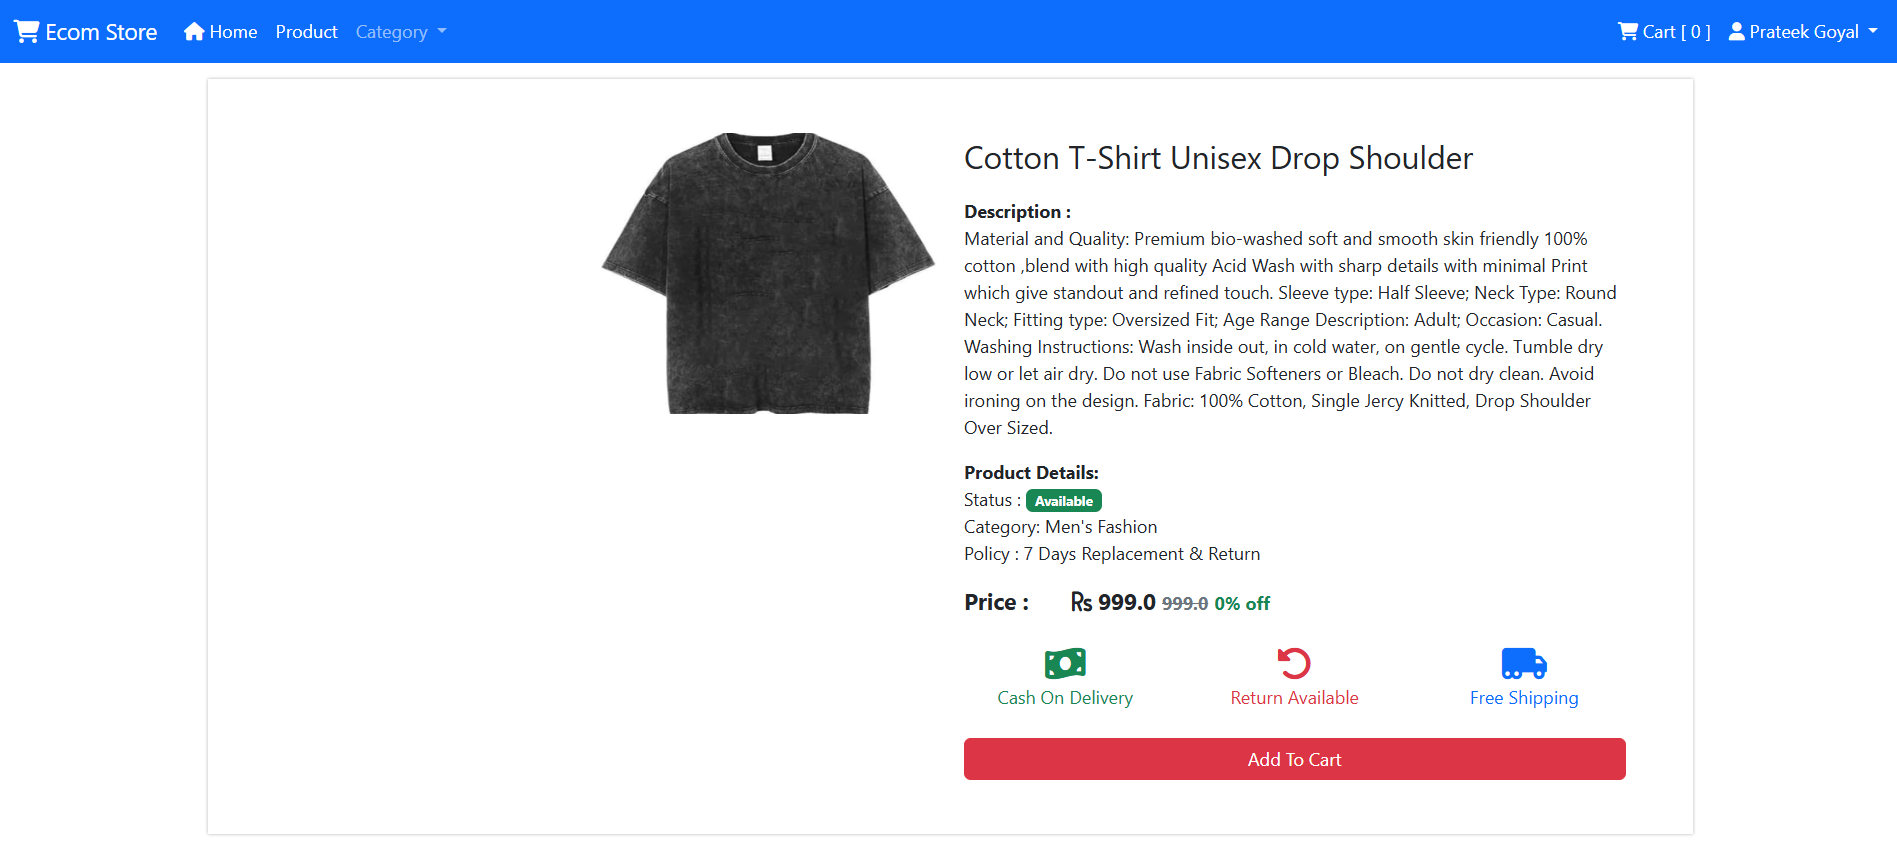 Ecom Store Home Product Category Cart [ 0 ] Prateek Goyal
Cotton T-Shirt Unisex Drop Shoulder
Description :
Material and Quality: Premium bio-washed soft and smooth skin friendly 100%
cotton ,blend with high quality Acid Wash with sharp details with minimal Print
which give standout and refined touch. Sleeve type: Half Sleeve; Neck Type: Round
Neck; Fitting type: Oversized Fit; Age Range Description: Adult; Occasion: Casual.
Washing Instructions: Wash inside out, in cold water, on gentle cycle. Tumble dry
low or let air dry. Do not use Fabric Softeners or Bleach. Do not dry clean. Avoid
ironing on the design. Fabric: 100% Cotton, Single Jercy Knitted, Drop Shoulder
Over Sized.
Product Details:
Status : Available
Category: Men's Fashion
Policy : 7 Days Replacement & Return
Price : ₨ 999.0 999.0 0% off
Cash On Delivery Return Available Free Shipping
Add To Cart